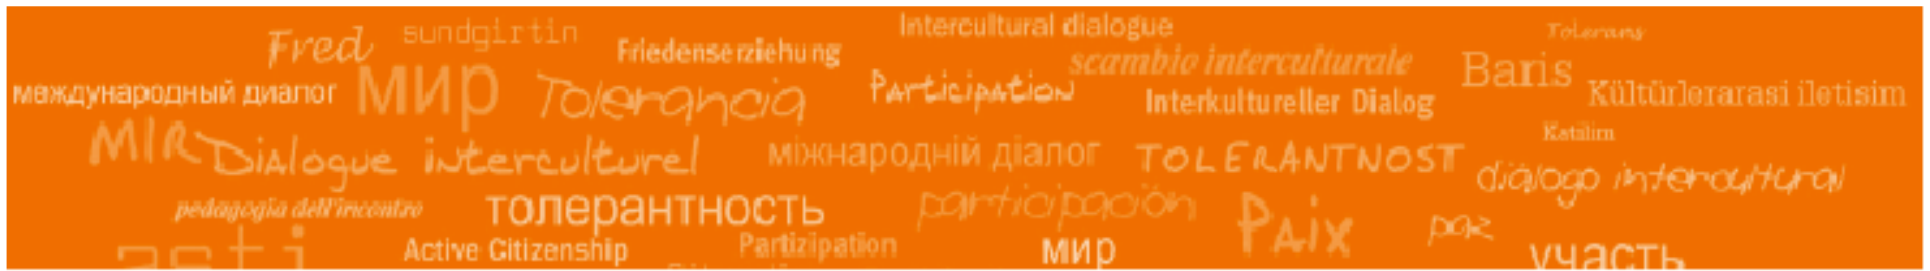 Intercultural dialogue
Tolerans
Fred
sundgirtin
Friedenserziehung
scambio interculturale
Baris
международный диалог
мир
Tolerancia
Participation
Interkultureller Dialog
Kültürlerarasi iletisim
MIR
Dialogue interculturel
міжнародній діалог
TOLERANTNOST
Katilim
diálogo intercultural
pedagogia dell'incontro
толерантность
participación
Paix
paz
Active Citizenship
Partizipation
мир
участь